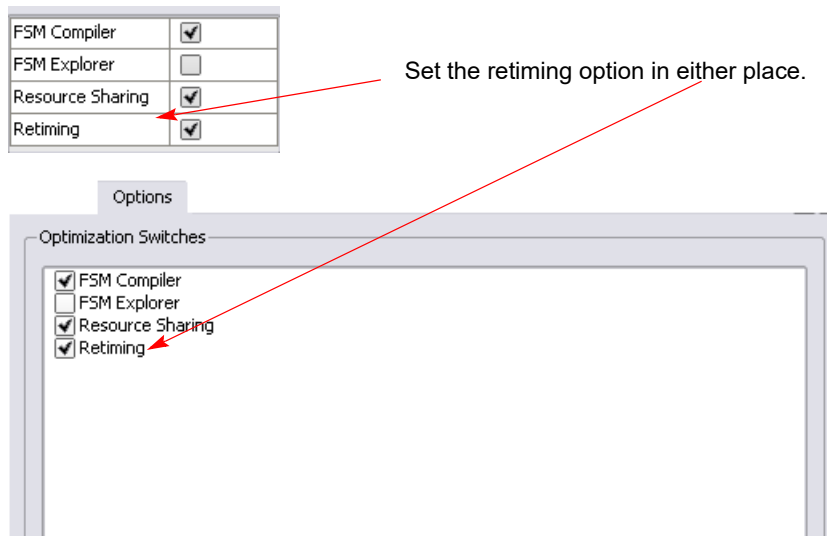 FSM Compiler
FSM Explorer
Resource Sharing
Retiming
Set the retiming option in either place.
Options
Optimization Switches
FSM Compiler
FSM Explorer
Resource Sharing
Retiming